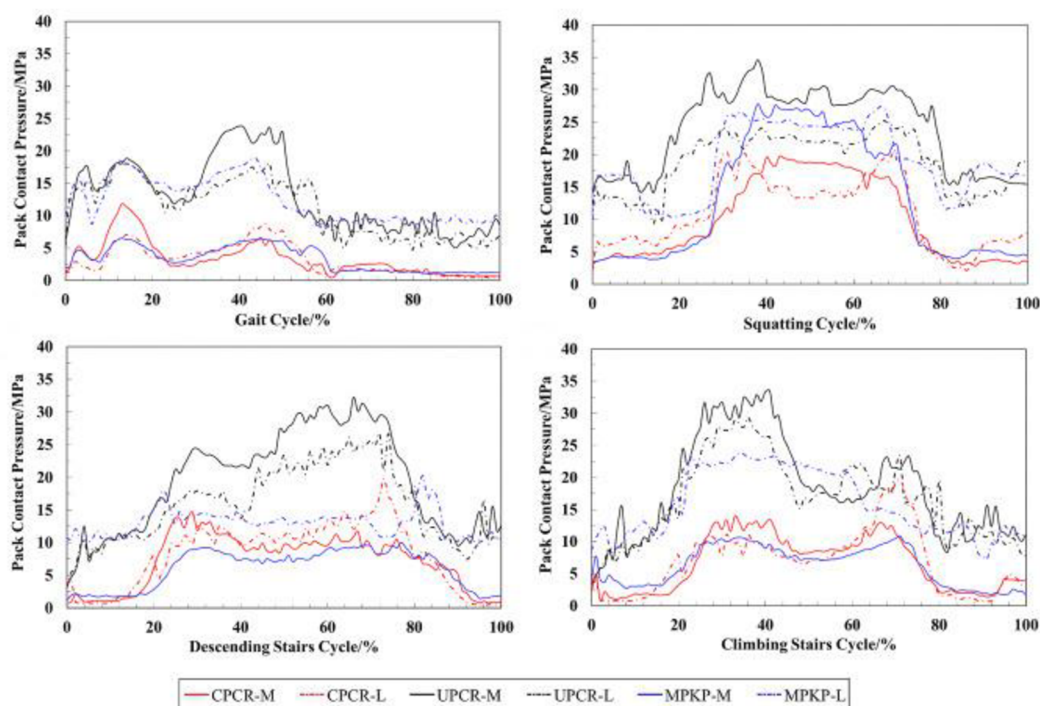 40
35
30
25
20
15
10
5
0
Pack Contact Pressure/MPa
0 20 40 60 80 100
Gait Cycle/%
40
35
30
25
20
15
10
5
0
Pack Contact Pressure/MPa
0 20 40 60 80 100
Squatting Cycle/%
40
35
30
25
20
15
10
5
0
Pack Contact Pressure/MPa
0 20 40 60 80 100
Descending Stairs Cycle/%
40
35
30
25
20
15
10
5
0
Pack Contact Pressure/MPa
0 20 40 60 80 100
Climbing Stairs Cycle/%
CPCR-M CPCR-L UPCR-M UPCR-L MPKP-M MPKP-L